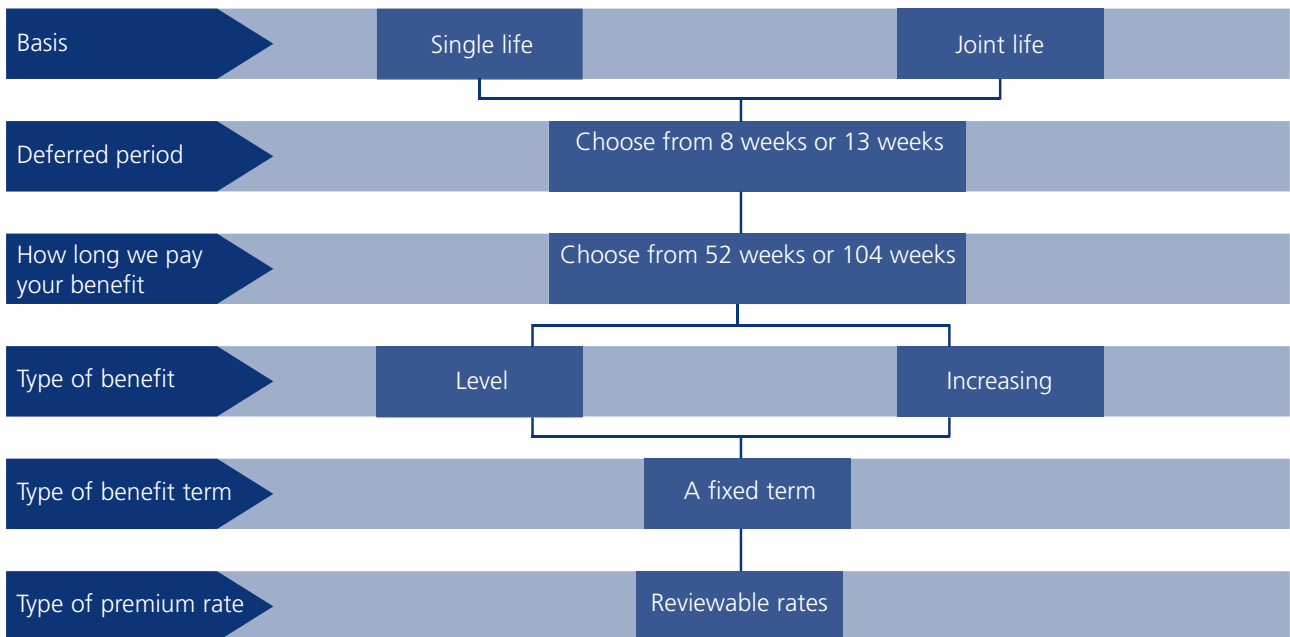 Basis
Single life
Joint life
Deferred period
Choose from 8 weeks or 13 weeks
How long we pay
your benefit
Choose from 52 weeks or 104 weeks
Type of benefit
Level
Increasing
Type of benefit term
A fixed term
Type of premium rate
Reviewable rates